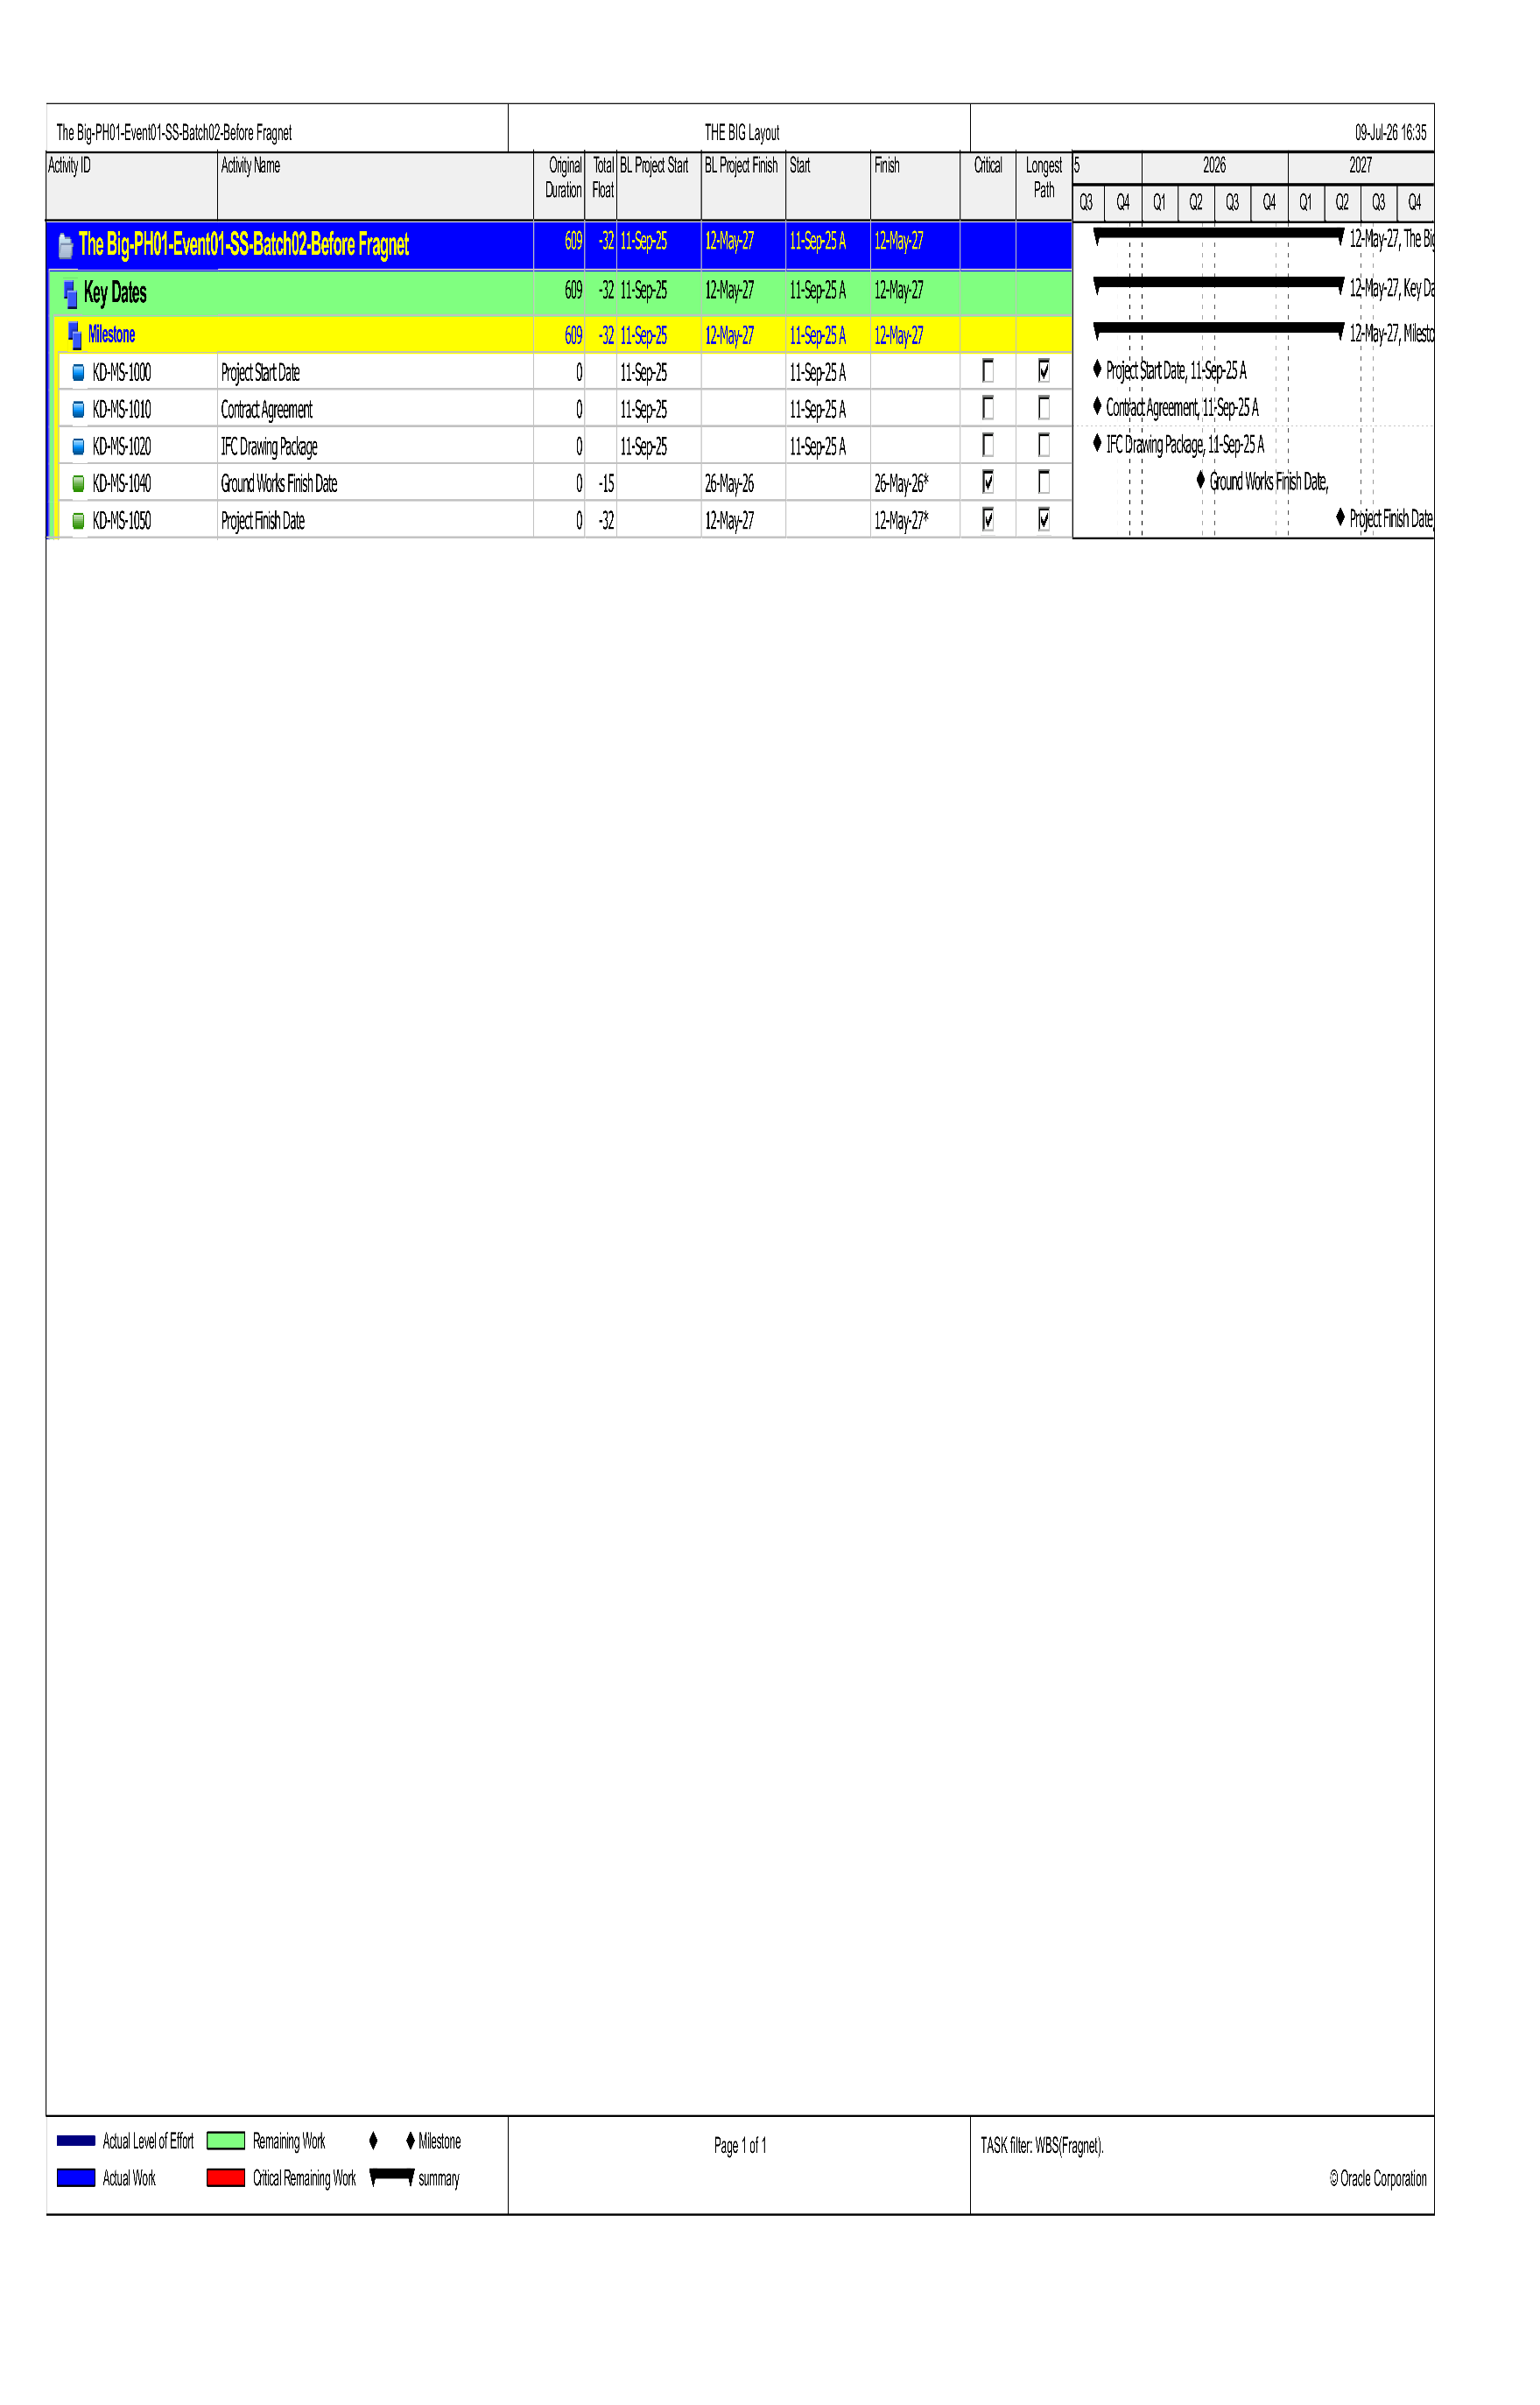 The Big-PH01-Event01-SS-Batch02-Before Fragnet THE BIG Layout 09-Jul-26 16:35
Activity ID Activity Name Original Duration Total Float BL Project Start BL Project Finish Start Finish Critical Longest Path 5 2026 2027
Q3 Q4 Q1 Q2 Q3 Q4 Q1 Q2 Q3 Q4
The Big-PH01-Event01-SS-Batch02-Before Fragnet 609 -32 11-Sep-25 12-May-27 11-Sep-25 A 12-May-27 12-May-27, The Big
Key Dates 609 -32 11-Sep-25 12-May-27 11-Sep-25 A 12-May-27 12-May-27, Key Da
Milestone 609 -32 11-Sep-25 12-May-27 11-Sep-25 A 12-May-27 12-May-27, Milesto
KD-MS-1000 Project Start Date 0 11-Sep-25 11-Sep-25 A Project Start Date, 11-Sep-25 A
KD-MS-1010 Contract Agreement 0 11-Sep-25 11-Sep-25 A Contract Agreement, 11-Sep-25 A
KD-MS-1020 IFC Drawing Package 0 11-Sep-25 11-Sep-25 A IFC Drawing Package, 11-Sep-25 A
KD-MS-1040 Ground Works Finish Date 0 -15 26-May-26 26-May-26* Ground Works Finish Date,
KD-MS-1050 Project Finish Date 0 -32 12-May-27 12-May-27* Project Finish Date,
Actual Level of Effort Remaining Work Milestone Page 1 of 1 TASK filter: WBS(Fragnet).
Actual Work Critical Remaining Work summary © Oracle Corporation